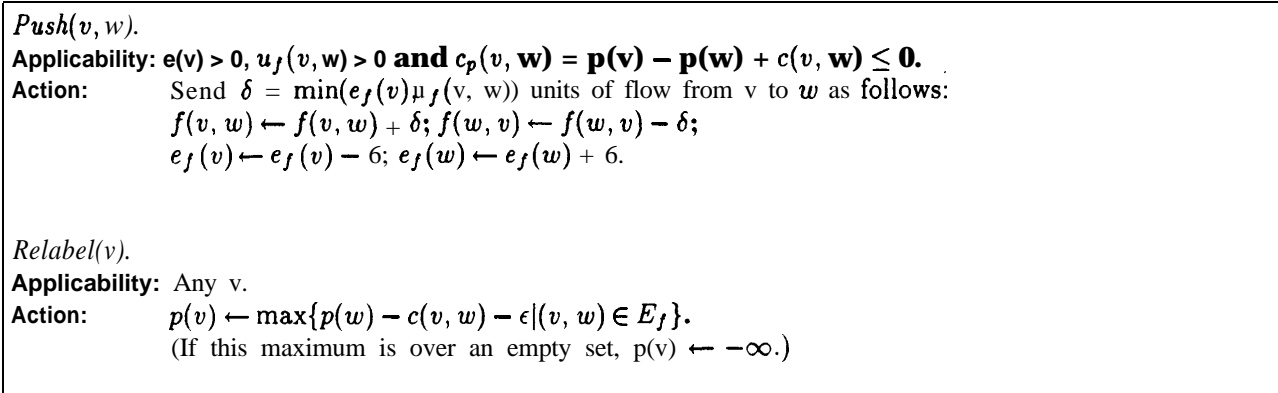 Push(v, w).
Applicability: e(v) > 0, u_f(v,w) > 0 and c_p(v, w) = p(v) − p(w) + c(v, w) ≤ 0.
Action: Send δ = min(e_f(v)µ_f(v, w)) units of flow from v to w as follows:
f(v, w) ← f(v, w) + δ; f(w, v) ← f(w, v) − δ;
e_f(v) ← e_f(v) − 6; e_f(w) ← e_f(w) + 6.
Relabel(v).
Applicability: Any v.
Action: p(v) ← max{p(w) − c(v, w) − ϵ|(v, w) ∈ E_f}.
(If this maximum is over an empty set, p(v) ← −∞.)